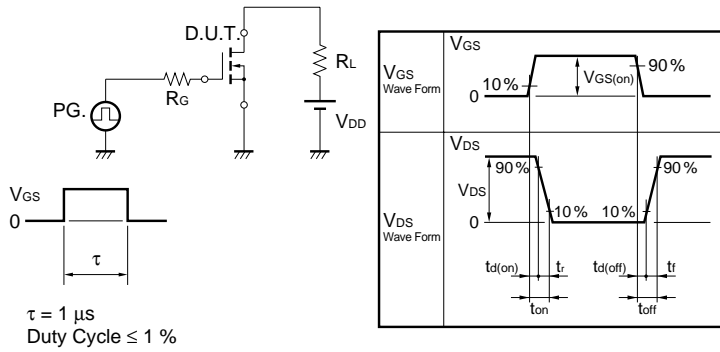 D.U.T.
RL
RG
PG.
VDD
VGS
0
τ
τ = 1 μs
Duty Cycle ≤ 1 %
VGS
Wave Form
VGS
10 %
0
VGS(on)
90 %
VDS
Wave Form
VDS
90 %
VDS
0
10 %
10 %
90 %
td(on)
tr
td(off)
tf
ton
toff